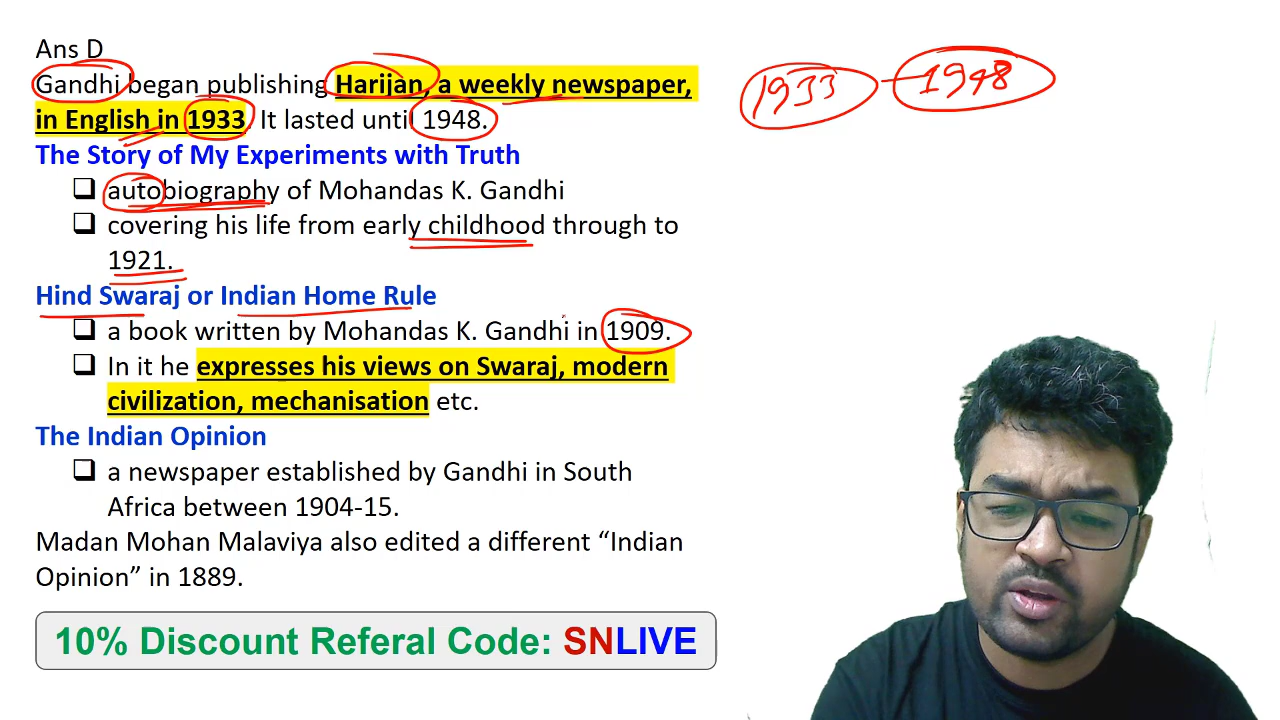 Ans D
Gandhi began publishing Harijan, a weekly newspaper,
in English in 1933. It lasted until 1948.
The Story of My Experiments with Truth
❑ autobiography of Mohandas K. Gandhi
❑ covering his life from early childhood through to
1921.
Hind Swaraj or Indian Home Rule
❑ a book written by Mohandas K. Gandhi in 1909.
❑ In it he expresses his views on Swaraj, modern
civilization, mechanisation etc.
The Indian Opinion
❑ a newspaper established by Gandhi in South
Africa between 1904-15.
Madan Mohan Malaviya also edited a different “Indian
Opinion” in 1889.
10% Discount Referal Code: SNLIVE
1933 - 1948